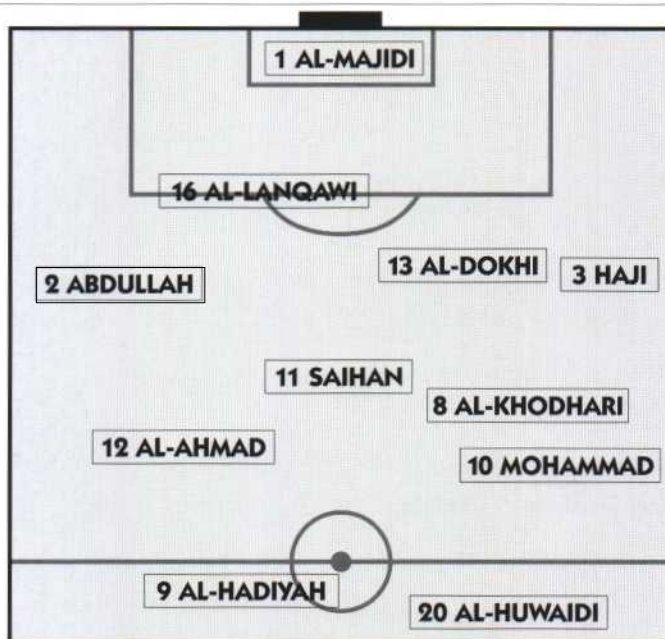 1 AL-MAJIDI
16 AL-LANQAWI
13 AL-DOKHI
3 HAJI
2 ABDULLAH
11 SAIHAN
8 AL-KHODHARI
12 AL-AHMAD
10 MOHAMMAD
9 AL-HADIYAH
20 AL-HUWAIDI